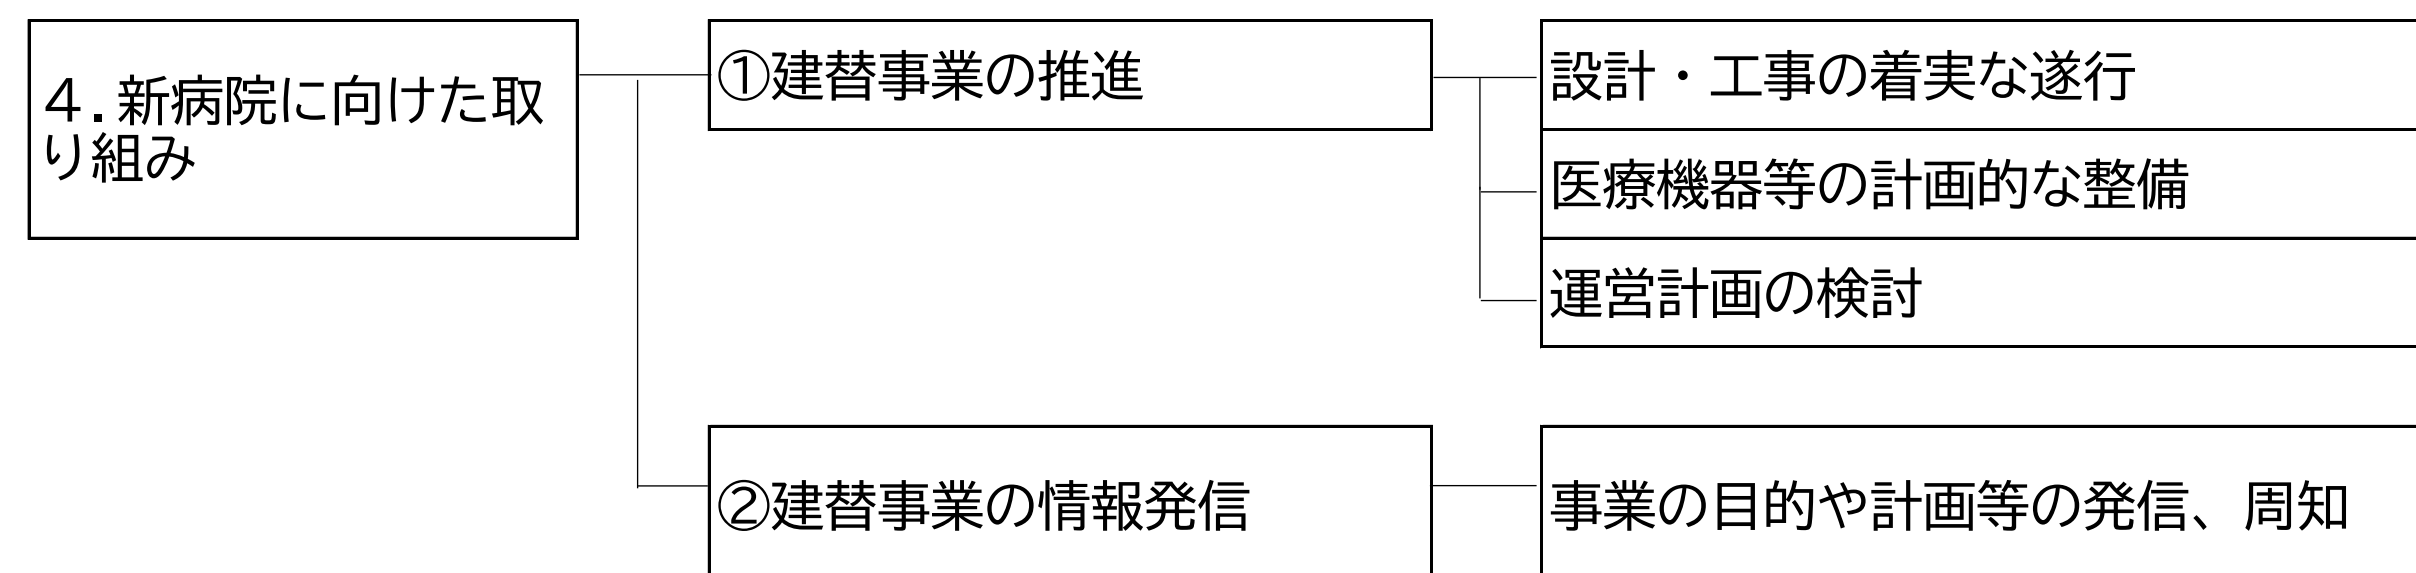 ４．新病院に向けた取
り組み
①建替事業の推進
設計・工事の着実な遂行
医療機器等の計画的な整備
運営計画の検討
②建替事業の情報発信
事業の目的や計画等の発信、周知